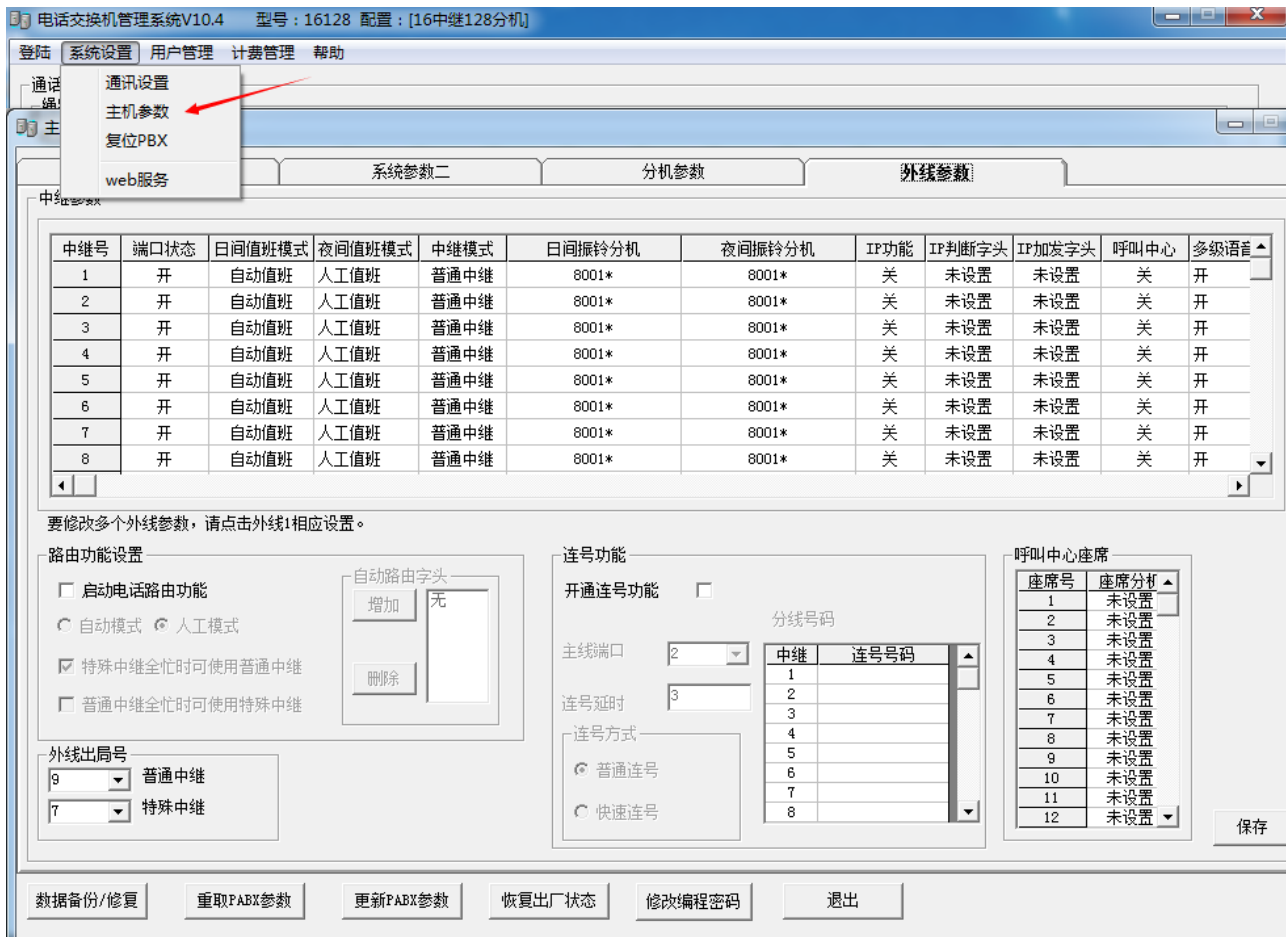 电话交换机管理系统V10.4 型号：16128 配置：[16中继128分机]
登陆 系统设置 用户管理 计费管理 帮助
通话
通讯设置
主机参数
复位PBX
web服务
主
系统参数二 分机参数 外线参数
中继参数
中继号 端口状态 日间值班模式 夜间值班模式 中继模式 日间振铃分机 夜间振铃分机 IP功能 IP判断字头 IP加发字头 呼叫中心 多级语音
1 开 自动值班 人工值班 普通中继 8001* 8001* 关 未设置 未设置 关 开
2 开 自动值班 人工值班 普通中继 8001* 8001* 关 未设置 未设置 关 开
3 开 自动值班 人工值班 普通中继 8001* 8001* 关 未设置 未设置 关 开
4 开 自动值班 人工值班 普通中继 8001* 8001* 关 未设置 未设置 关 开
5 开 自动值班 人工值班 普通中继 8001* 8001* 关 未设置 未设置 关 开
6 开 自动值班 人工值班 普通中继 8001* 8001* 关 未设置 未设置 关 开
7 开 自动值班 人工值班 普通中继 8001* 8001* 关 未设置 未设置 关 开
8 开 自动值班 人工值班 普通中继 8001* 8001* 关 未设置 未设置 关 开
要修改多个外线参数，请点击外线1相应设置。
路由功能设置
启动电话路由功能
自动模式 人工模式
特殊中继全忙时可使用普通中继
普通中继全忙时可使用特殊中继
自动路由字头
增加 无
删除
外线出局号
9 普通中继
7 特殊中继
连号功能
开通连号功能
主线端口 2
连号延时 3
连号方式
普通连号
快速连号
分线号码
中继 连号号码
1
2
3
4
5
6
7
8
呼叫中心座席
座席号 座席分机
1 未设置
2 未设置
3 未设置
4 未设置
5 未设置
6 未设置
7 未设置
8 未设置
9 未设置
10 未设置
11 未设置
12 未设置
保存
数据备份/修复 重取PABX参数 更新PABX参数 恢复出厂状态 修改编程密码 退出